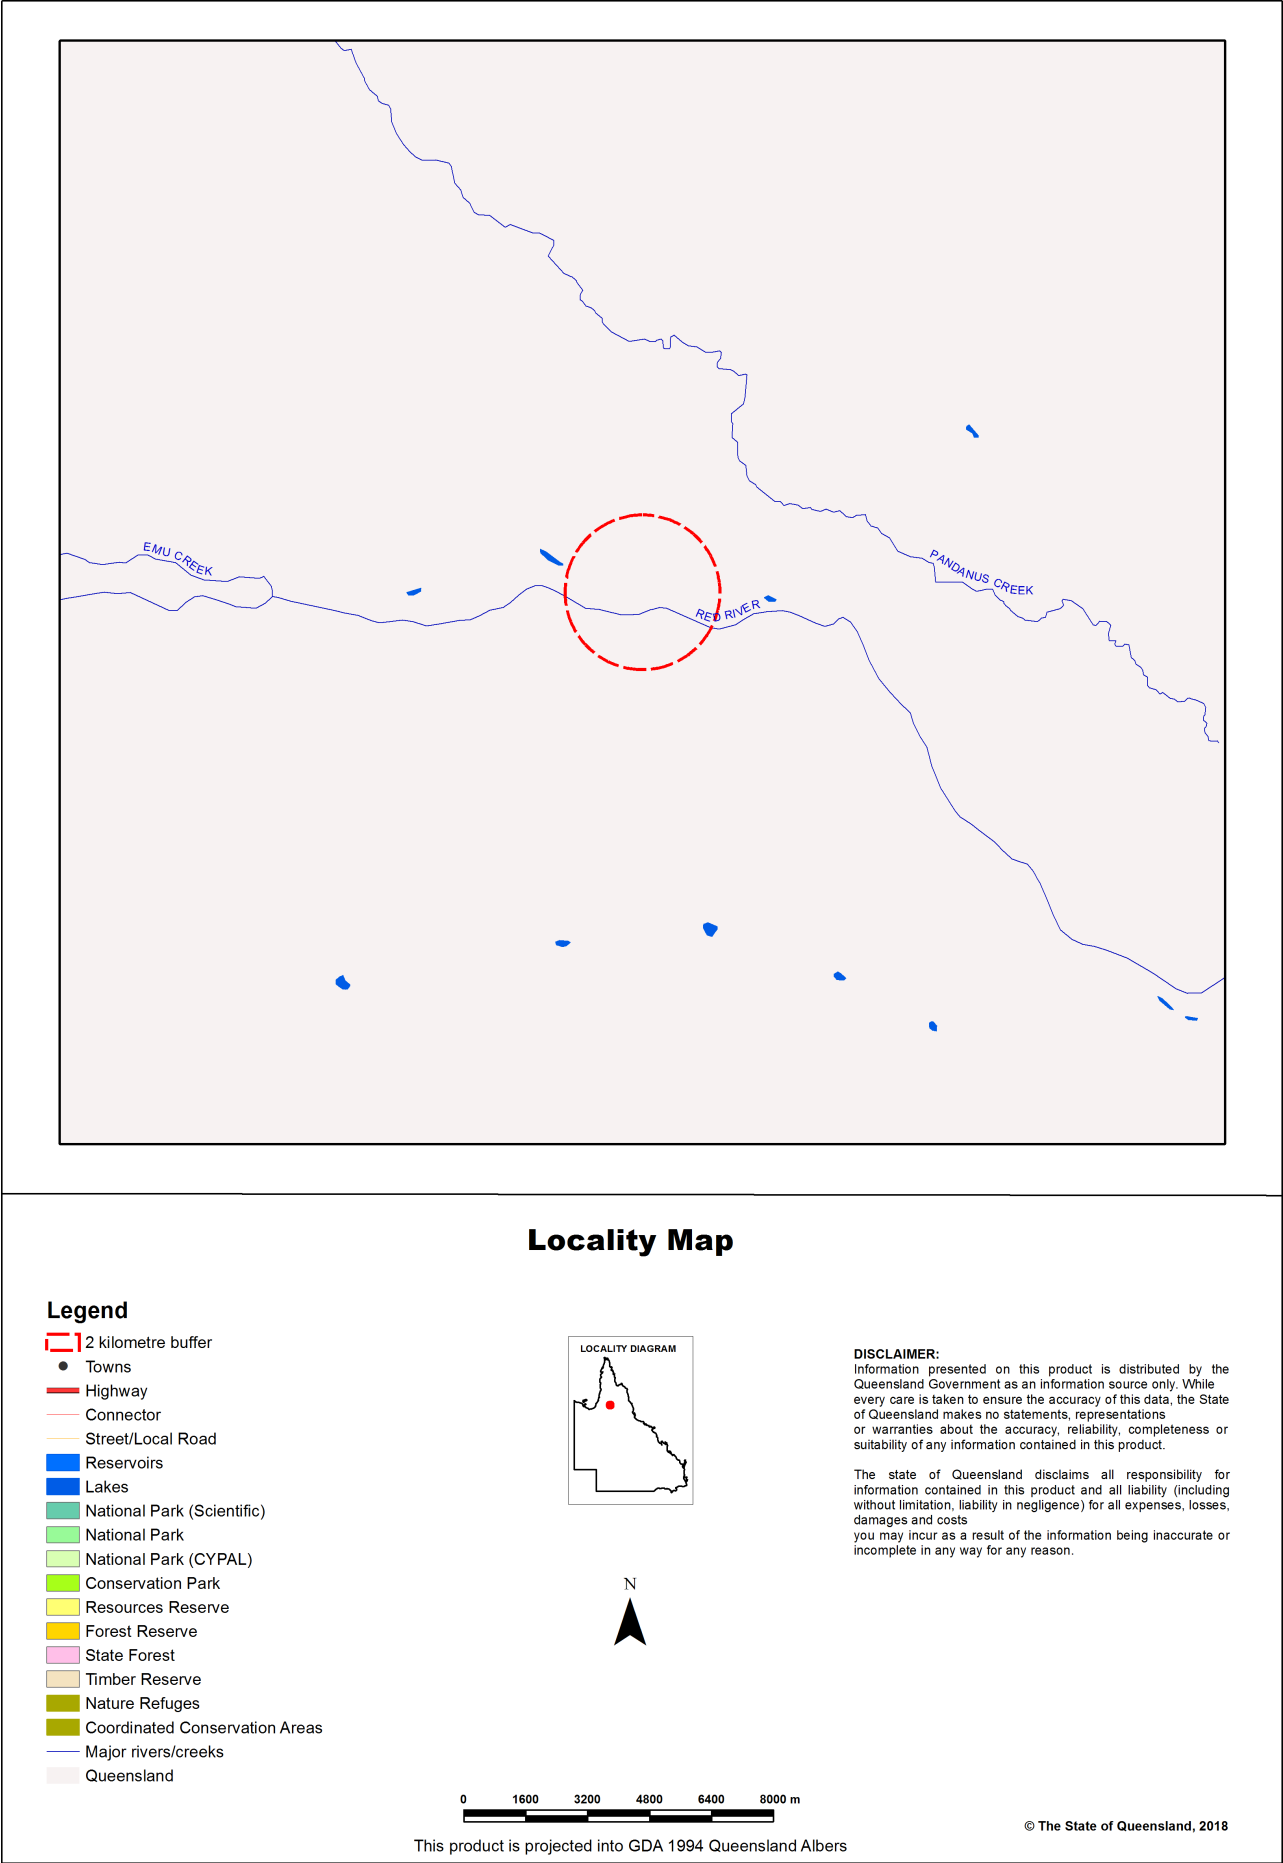 EMU CREEK
PANDANUS CREEK
RED RIVER
Locality Map
Legend
2 kilometre buffer
Towns
Highway
Connector
Street/Local Road
Reservoirs
Lakes
National Park (Scientific)
National Park
National Park (CYPAL)
Conservation Park
Resources Reserve
Forest Reserve
State Forest
Timber Reserve
Nature Refuges
Coordinated Conservation Areas
Major rivers/creeks
Queensland
LOCALITY DIAGRAM
N
0 1600 3200 4800 6400 8000 m
This product is projected into GDA 1994 Queensland Albers
DISCLAIMER:
Information presented on this product is distributed by the
Queensland Government as an information source only. While
every care is taken to ensure the accuracy of this data, the State
of Queensland makes no statements, representations
or warranties about the accuracy, reliability, completeness or
suitability of any information contained in this product.
The state of Queensland disclaims all responsibility for
information contained in this product and all liability (including
without limitation, liability in negligence) for all expenses, losses,
damages and costs
you may incur as a result of the information being inaccurate or
incomplete in any way for any reason.
© The State of Queensland, 2018